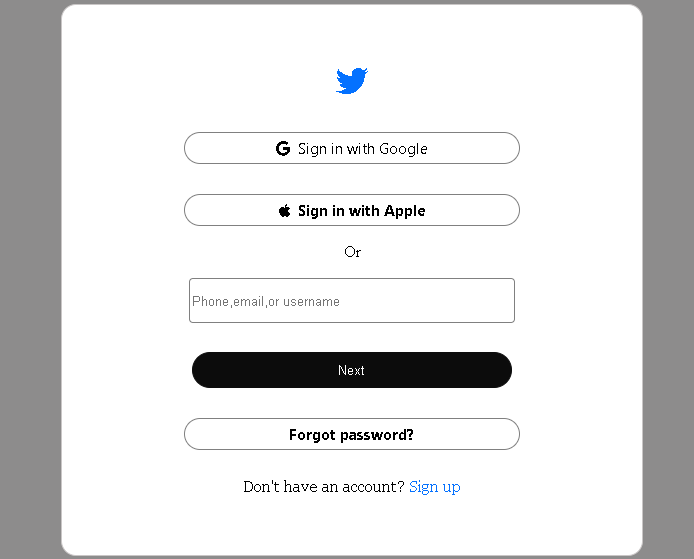 Sign in with Google
Sign in with Apple
Or
Phone,email,or username
Next
Forgot password?
Don't have an account? Sign up